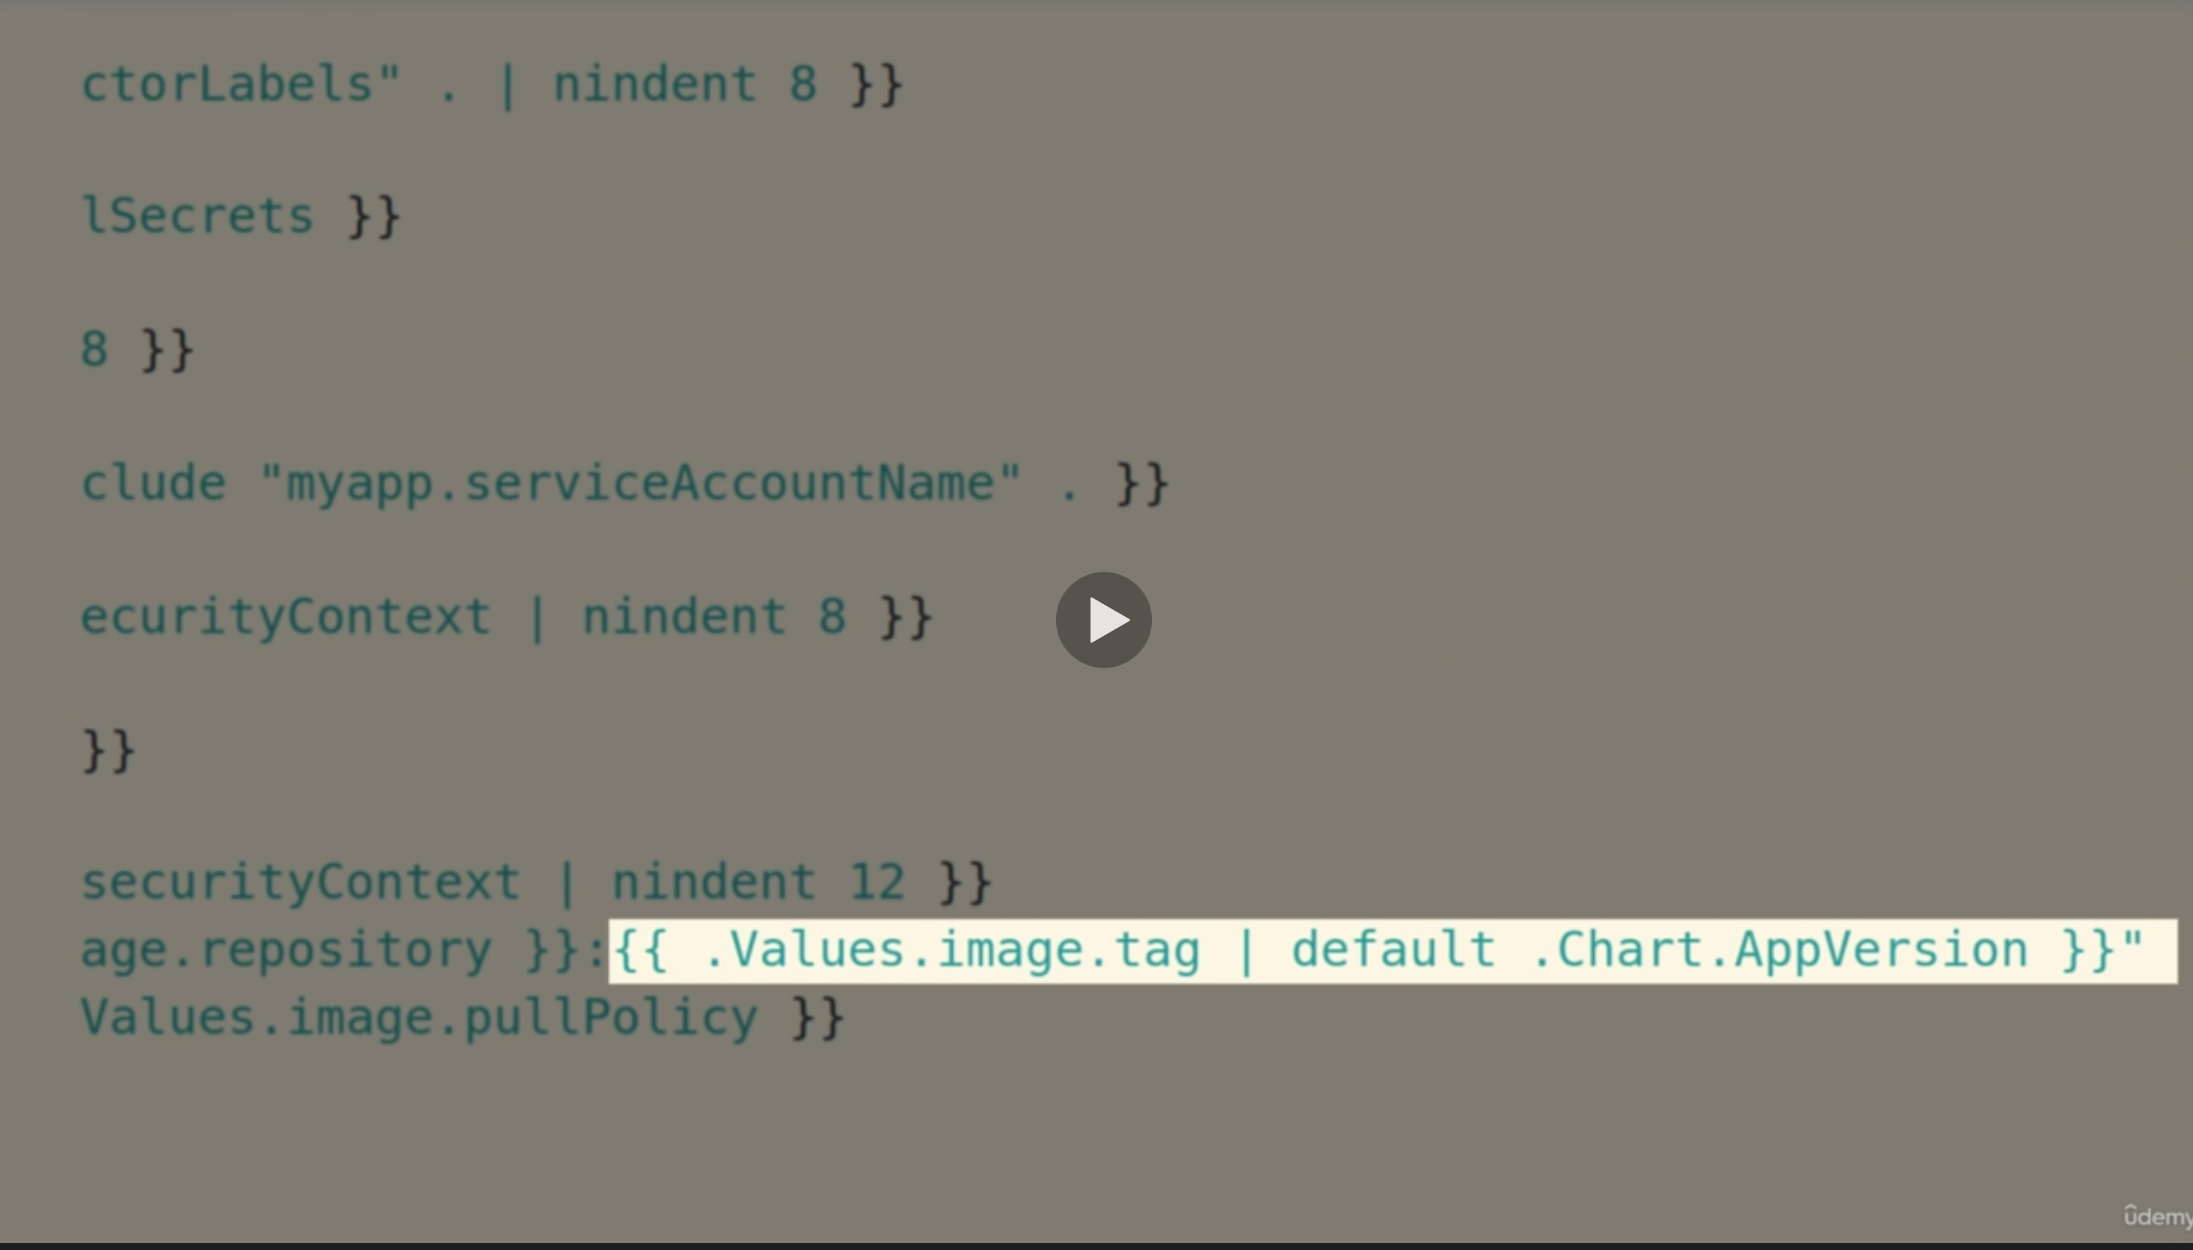 ctorLabels" . | nindent 8 }}
lSecrets }}
8 }}
clude "myapp.serviceAccountName" . }}
ecurityContext | nindent 8 }}
}}
securityContext | nindent 12 }}
age.repository }}:{{ .Values.image.tag | default .Chart.AppVersion }}"
Values.image.pullPolicy }}
ûdemy